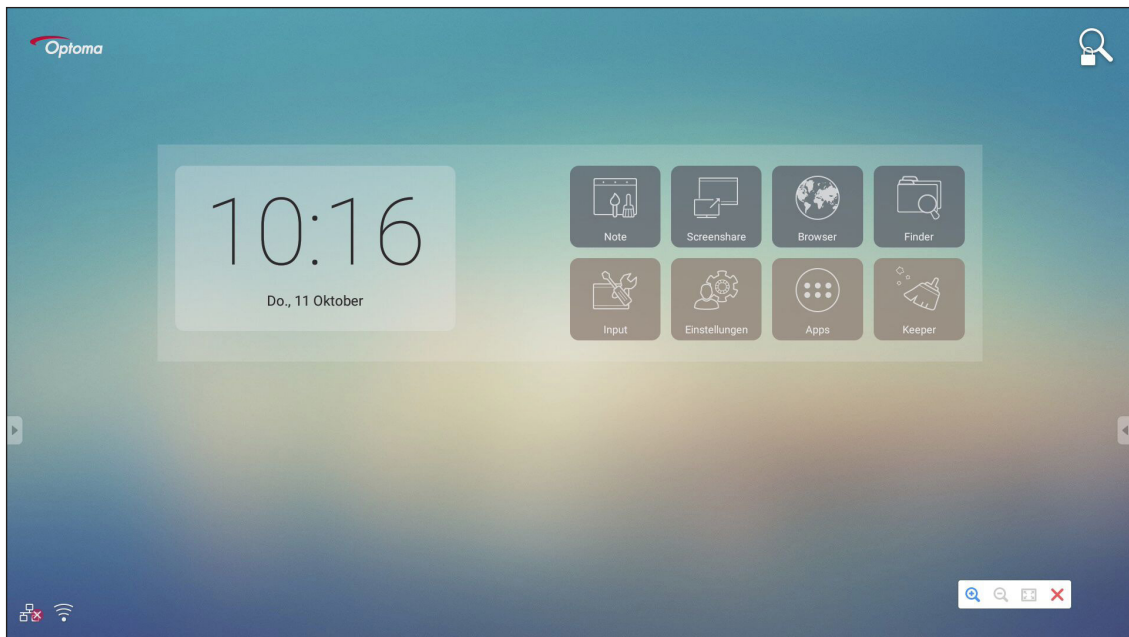 Optoma
10:16
Do., 11 Oktober
Note
Screenshare
Browser
Finder
Input
Einstellungen
Apps
Keeper